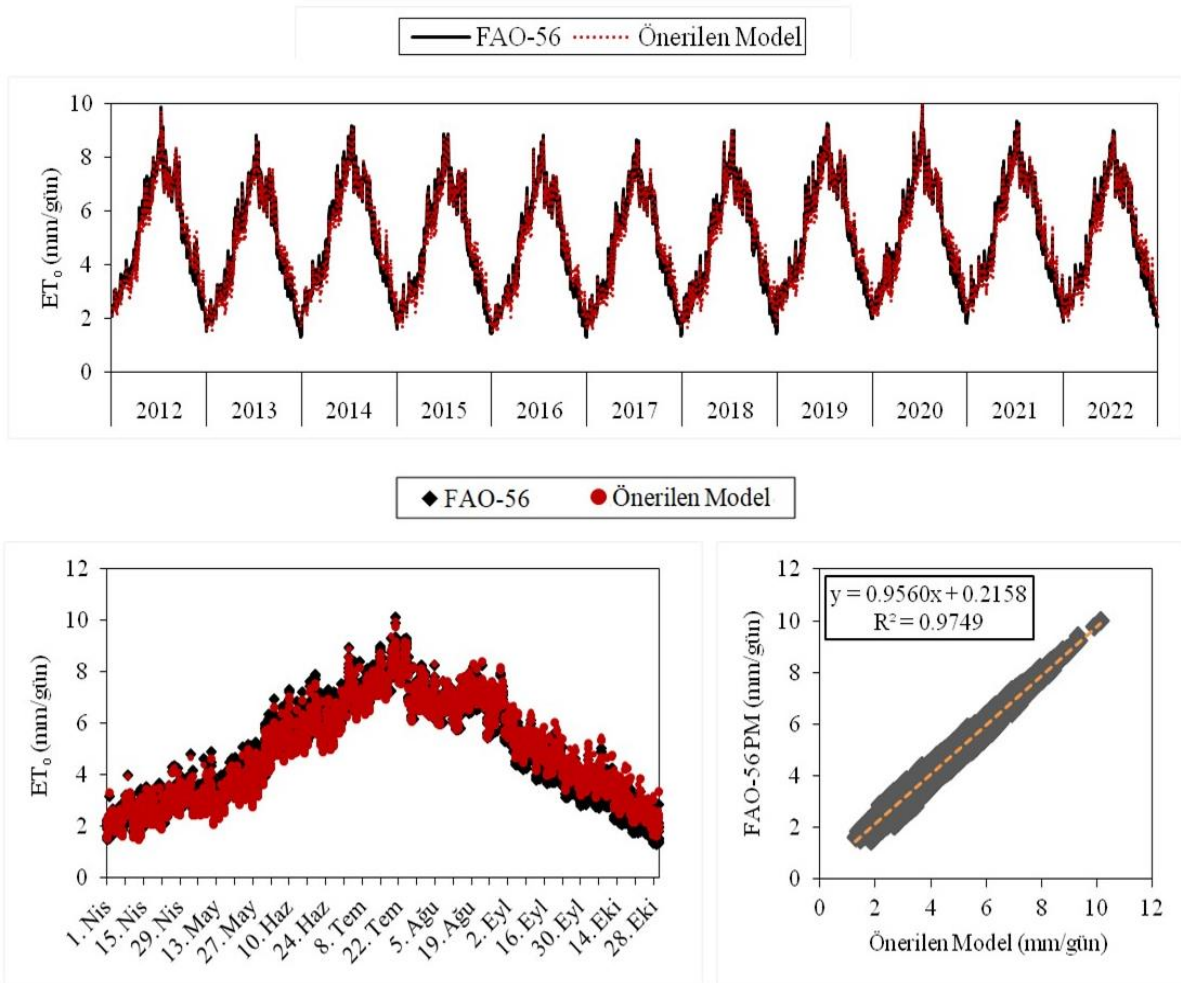 FAO-56 Önerilen Model
ET₀ (mm/gün)
10
8
6
4
2
0
2012 2013 2014 2015 2016 2017 2018 2019 2020 2021 2022
FAO-56 Önerilen Model
ET₀ (mm/gün)
12
10
8
6
4
2
0
1. Nis 15. Nis 29. Nis 13. May 27. May 10. Haz 24. Haz 8. Tem 22. Tem 5. Ağu 19. Ağu 2. Eyl 16. Eyl 30. Eyl 14. Eki 28. Eki
y = 0.9560x + 0.2158
R² = 0.9749
FAO-56 PM (mm/gün)
12
10
8
6
4
2
0
0 2 4 6 8 10 12
Önerilen Model (mm/gün)